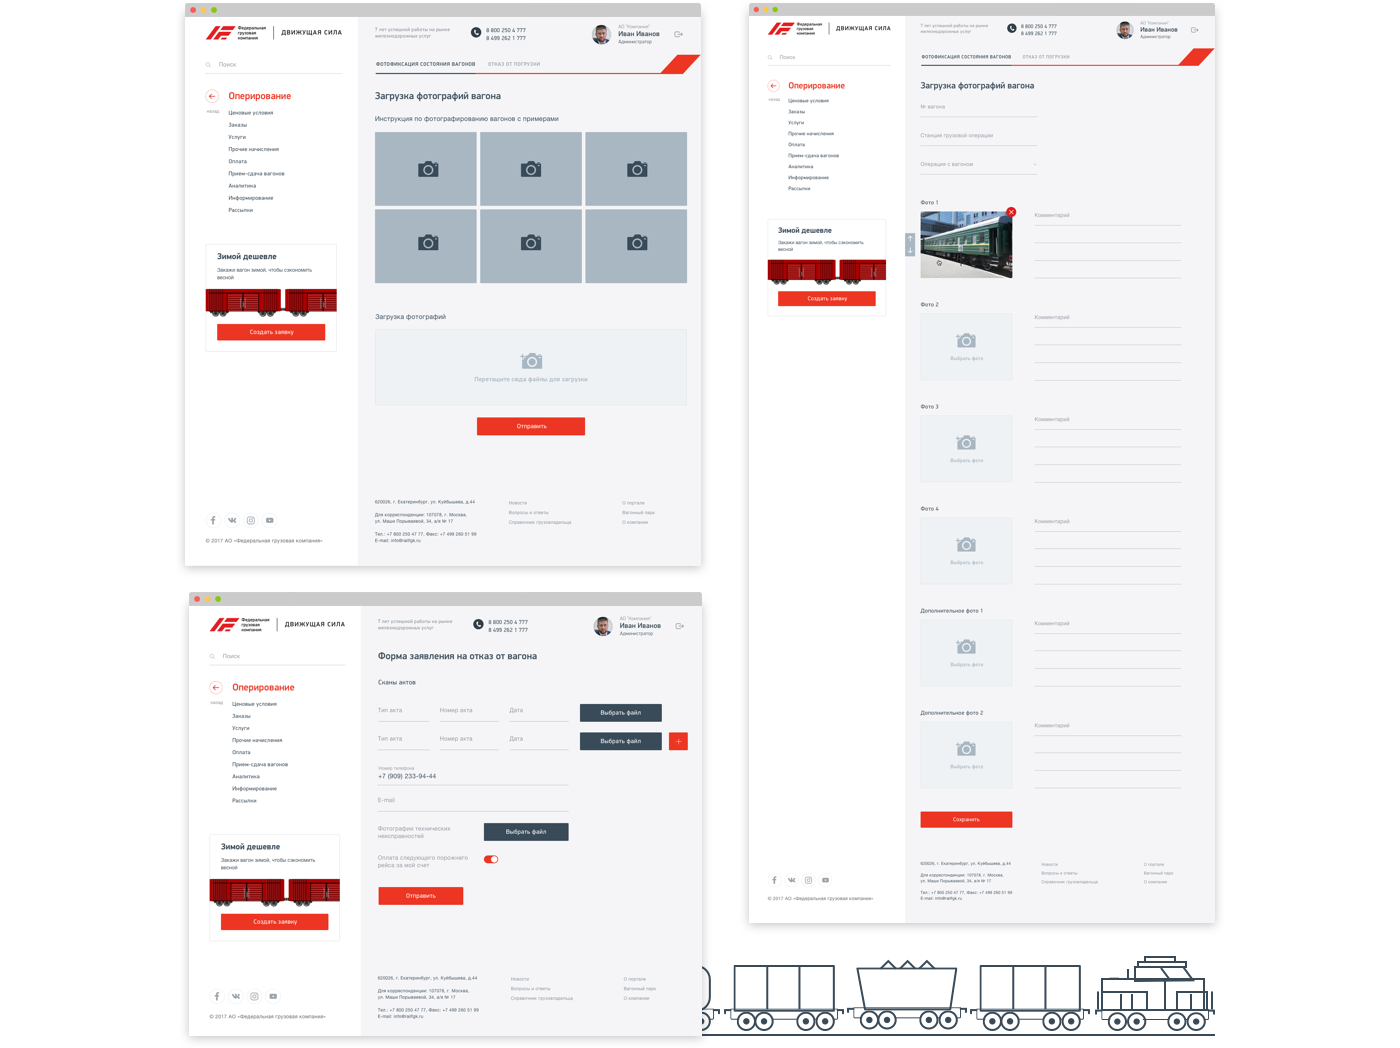 Федеральная
грузовая
компания
ДВИЖУЩАЯ СИЛА
7 лет успешной работы на рынке
железнодорожных услуг
8 800 250 4 777
8 499 262 1 777
АО "Компания"
Иван Иванов
Администратор
Поиск
ФОТОФИКСАЦИЯ СОСТОЯНИЯ ВАГОНОВ
ОТКАЗ ОТ ПОГРУЗКИ
назад
Оперирование
Ценовые условия
Заказы
Услуги
Прочие начисления
Оплата
Прием-сдача вагонов
Аналитика
Информирование
Рассылки
Зимой дешевле
Закажи вагон зимой, чтобы сэкономить
весной
Создать заявку
Загрузка фотографий вагона
Инструкция по фотографированию вагонов с примерами
Загрузка фотографий
Перетащите сюда файлы для загрузки
Отправить
© 2017 АО «Федеральная грузовая компания»
620026, г. Екатеринбург, ул. Куйбышева, д.44
Для корреспонденции: 107078, г. Москва,
ул. Маши Порываевой, 34, а/я № 17
Тел.: +7 800 250 47 77, Факс: +7 499 260 51 99
E-mail: info@railfgk.ru
Новости
Вопросы и ответы
Справочник грузовладельца
О портале
Вагонный парк
О компании
Федеральная
грузовая
компания
ДВИЖУЩАЯ СИЛА
7 лет успешной работы на рынке
железнодорожных услуг
8 800 250 4 777
8 499 262 1 777
АО "Компания"
Иван Иванов
Администратор
Поиск
назад
Оперирование
Ценовые условия
Заказы
Услуги
Прочие начисления
Оплата
Прием-сдача вагонов
Аналитика
Информирование
Рассылки
Зимой дешевле
Закажи вагон зимой, чтобы сэкономить
весной
Создать заявку
Форма заявления на отказ от вагона
Сканы актов
Тип акта
Номер акта
Дата
Выбрать файл
Тип акта
Номер акта
Дата
Выбрать файл
Номер телефона
+7 (909) 233-94-44
E-mail
Фотографии технических
неисправностей
Выбрать файл
Оплата следующего порожнего
рейса за мой счет
Отправить
© 2017 АО «Федеральная грузовая компания»
620026, г. Екатеринбург, ул. Куйбышева, д.44
Для корреспонденции: 107078, г. Москва,
ул. Маши Порываевой, 34, а/я № 17
Тел.: +7 800 250 47 77, Факс: +7 499 260 51 99
E-mail: info@railfgk.ru
Новости
Вопросы и ответы
Справочник грузовладельца
О портале
Вагонный парк
О компании
Федеральная
грузовая
компания
ДВИЖУЩАЯ СИЛА
7 лет успешной работы на рынке
железнодорожных услуг
8 800 250 4 777
8 499 262 1 777
АО "Компания"
Иван Иванов
Администратор
Поиск
ФОТОФИКСАЦИЯ СОСТОЯНИЯ ВАГОНОВ
ОТКАЗ ОТ ПОГРУЗКИ
назад
Оперирование
Ценовые условия
Заказы
Услуги
Прочие начисления
Оплата
Прием-сдача вагонов
Аналитика
Информирование
Рассылки
Зимой дешевле
Закажи вагон зимой, чтобы сэкономить
весной
Создать заявку
Загрузка фотографий вагона
№ вагона
Станция грузовой операции
Операция с вагоном
Фото 1
Комментарий
Фото 2
Выбрать фото
Комментарий
Фото 3
Выбрать фото
Комментарий
Фото 4
Выбрать фото
Комментарий
Дополнительное фото 1
Выбрать фото
Комментарий
Дополнительное фото 2
Выбрать фото
Комментарий
Сохранить
© 2017 АО «Федеральная грузовая компания»
620026, г. Екатеринбург, ул. Куйбышева, д.44
Для корреспонденции: 107078, г. Москва,
ул. Маши Порываевой, 34, а/я № 17
Тел.: +7 800 250 47 77, Факс: +7 499 260 51 99
E-mail: info@railfgk.ru
Новости
Вопросы и ответы
Справочник грузовладельца
О портале
Вагонный парк
О компании